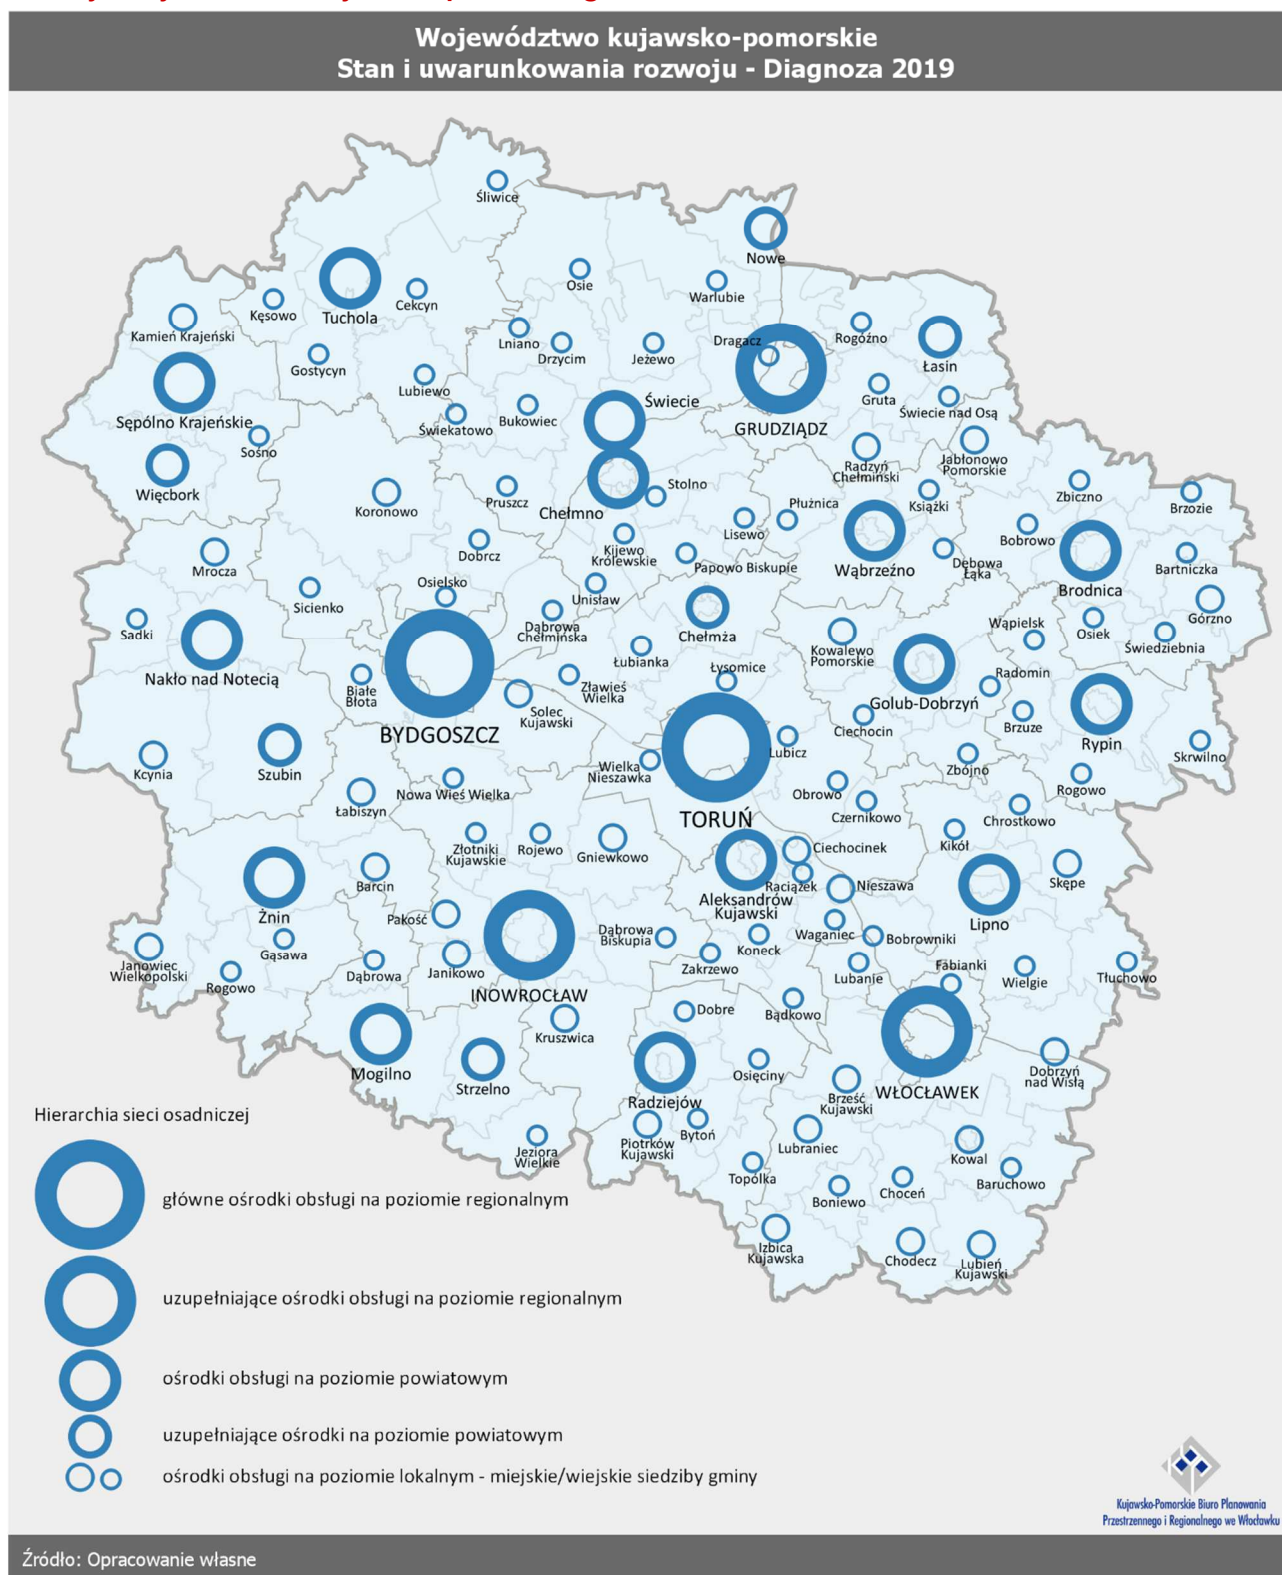 Województwo kujawsko-pomorskie
Stan i uwarunkowania rozwoju - Diagnoza 2019
Śliwice
Nowe
Osie
Warlubie
Tuchola
Cekcyn
Kęsowo
Kamień Krajeński
Lniano
Drzycim
Jeżewo
Dragacz
Rogóźno
Łasin
Gostycyn
Lubiewo
Gruta
Świecie nad Osą
Świecie
Bukowiec
Świekatowo
Sępólno Krajeńskie
Sośno
GRUDZIĄDZ
Radzyń
Chełmiński
Jabłonowo
Pomorskie
Więcbork
Koronowo
Pruszcz
Chełmno
Stolno
Płużnica
Książki
Zbiczno
Brzozie
Lisewo
Bobrowo
Dobrcz
Kijewo
Królewskie
Papowo Biskupie
Wąbrzeźno
Dębowa
Łąka
Brodnica
Bartniczka
Mrocza
Osielsko
Sicienko
Unisław
Dąbrowa
Chełmińska
Chełmża
Górzno
Sadki
Łubianka
Kowalewo
Pomorskie
Wąpielsk
Osiek
Świedziebnia
Nakło nad Notecią
Białe
Błota
Łysomice
Zławieś
Wielka
Solec
Kujawski
Golub-Dobrzyń
Radomin
Brzuze
Rypin
BYDGOSZCZ
Ciechocin
Kcynia
Szubin
Wielka
Nieszawka
Lubicz
Zbójno
Skrwilno
Rogowo
Łabiszyn
Nowa Wieś Wielka
Obrowo
Czernikowo
Chrostkowo
TORUŃ
Złotniki
Kujawskie
Rojewo
Gniewkowo
Ciechocinek
Kikół
Żnin
Barcin
Raciążek
Nieszawa
Skępe
Aleksandrów
Kujawski
Lipno
Pakość
Dąbrowa
Biskupia
Waganiec
Bobrowniki
Gąsawa
Koneck
Janowiec
Wielkopolski
Rogowo
Dąbrowa
Janikowo
Zakrzewo
Lubanie
Fabianki
Wielgie
Tłuchowo
INOWROCŁAW
Dobre
Bądkowo
Kruszwica
Mogilno
Strzelno
Osięciny
Radziejów
Brześć
Kujawski
WŁOCŁAWEK
Dobrzyń
nad Wisłą
Jeziora
Wielkie
Piotrków
Kujawski
Bytoń
Lubraniec
Kowal
Topólka
Boniewo
Choceń
Baruchowo
Izbica
Kujawska
Chodecz
Lubień
Kujawski
Hierarchia sieci osadniczej
główne ośrodki obsługi na poziomie regionalnym
uzupełniające ośrodki obsługi na poziomie regionalnym
ośrodki obsługi na poziomie powiatowym
uzupełniające ośrodki na poziomie powiatowym
ośrodki obsługi na poziomie lokalnym - miejskie/wiejskie siedziby gminy
Kujawsko-Pomorskie Biuro Planowania
Przestrzennego i Regionalnego we Włocławku
Źródło: Opracowanie własne